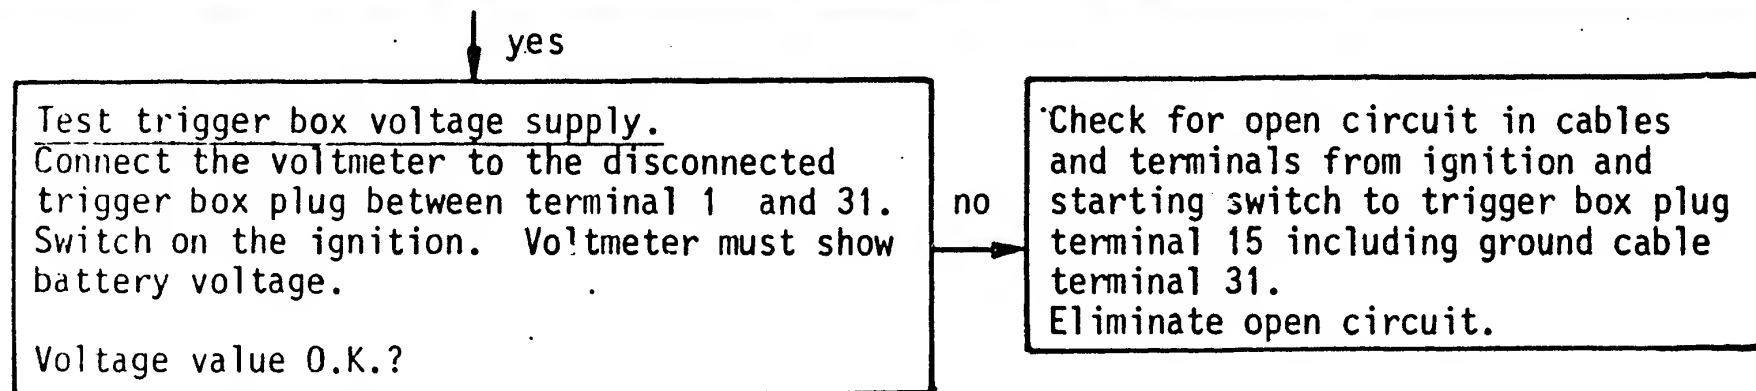 yes
Test trigger box voltage supply.
Connect the voltmeter to the disconnected
trigger box plug between terminal 1 and 31.
Switch on the ignition. Voltmeter must show
battery voltage.
Voltage value O.K.?
no
Check for open circuit in cables
and terminals from ignition and
starting switch to trigger box plug
terminal 15 including ground cable
terminal 31.
Eliminate open circuit.